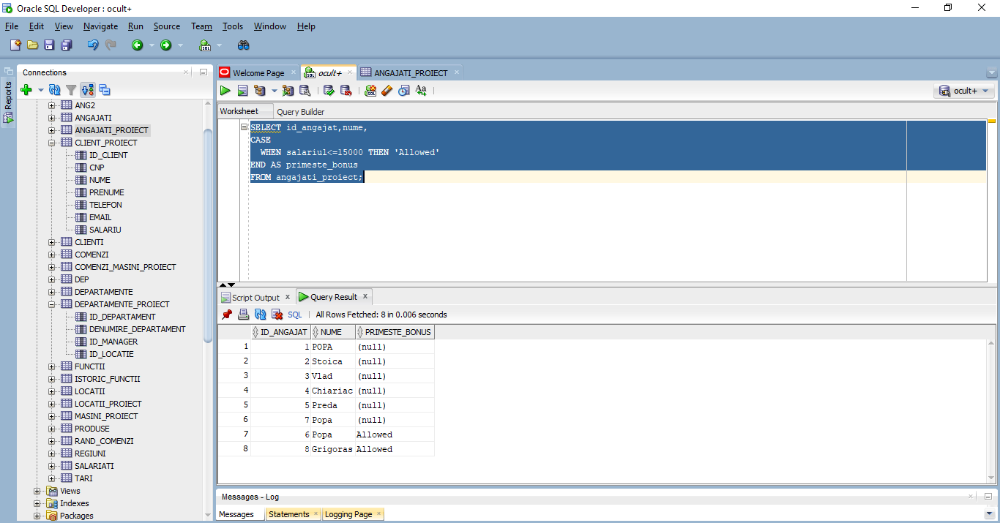 Oracle SQL Developer : ocult+
File Edit View Navigate Run Source Team Tools Window Help
Reports
Connections
ANG2
ANGAJATI
ANGAJATI_PROIECT
CLIENT_PROIECT
ID_CLIENT
CNP
NUME
PRENUME
TELEFON
EMAIL
SALARIU
CLIENTI
COMENZI
COMENZI_MASINI_PROIECT
DEP
DEPARTAMENTE
DEPARTAMENTE_PROIECT
ID_DEPARTAMENT
DENUMIRE_DEPARTAMENT
ID_MANAGER
ID_LOCATIE
FUNCTII
ISTORIC_FUNCTII
LOCATII
LOCATII_PROIECT
MASINI_PROIECT
PRODUSE
RAND_COMENZI
REGIUNI
SALARIATI
TARI
Views
Indexes
Packages
Welcome Page ocult+ ANGAJATI_PROIECT
ocult+
Worksheet Query Builder
SELECT id_angajat,nume,
CASE
WHEN salariul<=15000 THEN 'Allowed'
END AS primeste_bonus
FROM angajati_proiect;
Script Output x Query Result x
SQL | All Rows Fetched: 8 in 0.006 seconds
ID_ANGAJAT NUME PRIMESTE_BONUS
1 1 POPA (null)
2 2 Stoica (null)
3 3 Vlad (null)
4 4 Chiariac (null)
5 5 Preda (null)
6 7 Popa (null)
7 6 Popa Allowed
8 8 Grigoras Allowed
Messages - Log
Messages Statements Logging Page